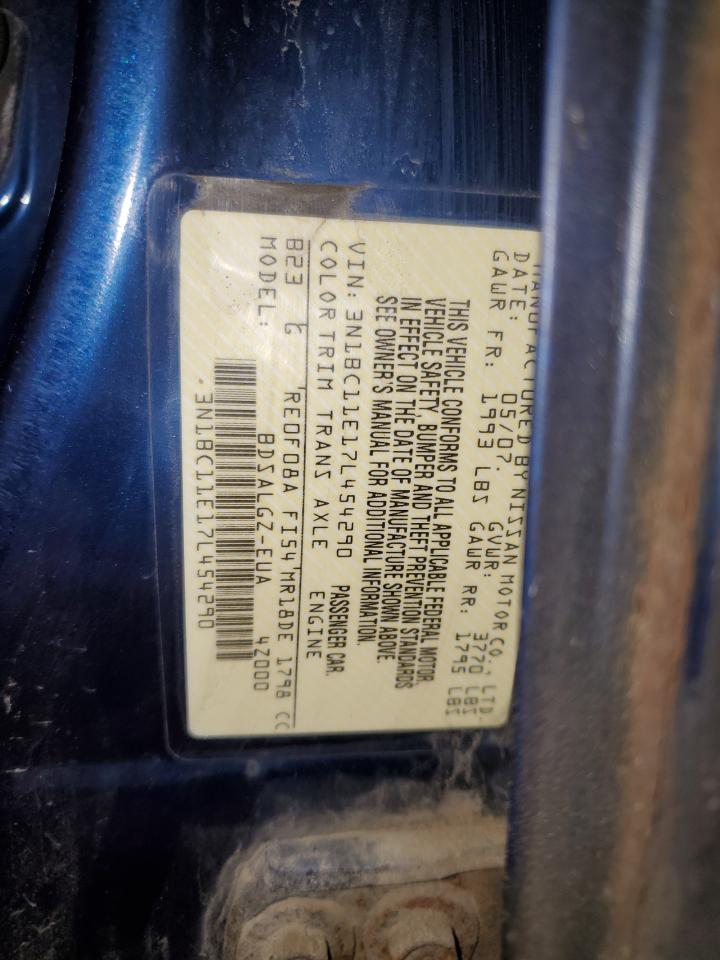 MANUFACTURED BY NISSAN MOTOR CO., LTD.
DATE: 05/07. GVWR: 3770 LBS
GAWR FR: 1993 LBS GAWR RR: 1795 LBS
THIS VEHICLE CONFORMS TO ALL APPLICABLE FEDERAL MOTOR
VEHICLE SAFETY, BUMPER AND THEFT PREVENTION STANDARDS
IN EFFECT ON THE DATE OF MANUFACTURE SHOWN ABOVE.
SEE OWNER'S MANUAL FOR ADDITIONAL INFORMATION.
VIN: 3N1BC11E17L454290 PASSENGER CAR.
COLOR TRIM TRANS AXLE ENGINE
B23 G RE0F08A FI54 MR18DE 1798 CC
MODEL: BDSALGZ-EUA 4Z000
3N1BC11E17L454290